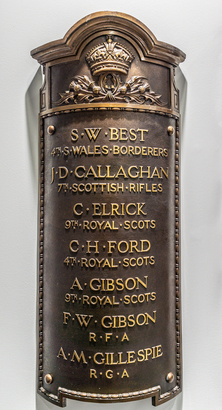 S·W·BEST
4TH S·WALES·BORDERERS
J·D·CALLAGHAN
7TH SCOTTISH·RIFLES
C·ELRICK
9TH ROYAL·SCOTS
C·H·FORD
4TH ROYAL·SCOTS
A·GIBSON
9TH ROYAL·SCOTS
F·W·GIBSON
R·F·A
A·M·GILLESPIE
R·G·A